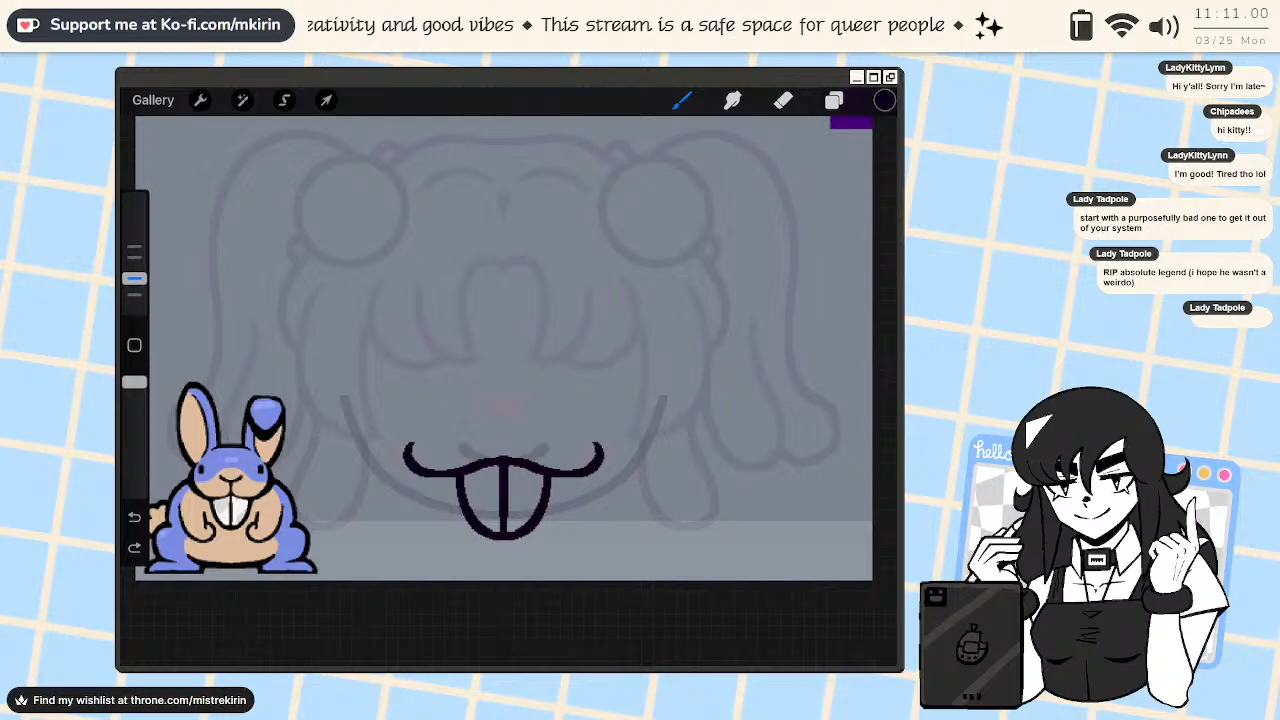 Support me at Ko-fi.com/mkirin
eativity and good vibes ◆ This stream is a safe space for queer people ◆
11:11.00
03/25 Mon
Gallery
LadyKittyLynn
Hi y'all! Sorry I'm late~
Chipadees
hi kitty!!
LadyKittyLynn
I'm good! Tired tho lol
Lady Tadpole
start with a purposefully bad one to get it out
of your system
Lady Tadpole
RIP absolute legend (i hope he wasn't a
weirdo)
Lady Tadpole
hello
Find my wishlist at throne.com/mistrekirin